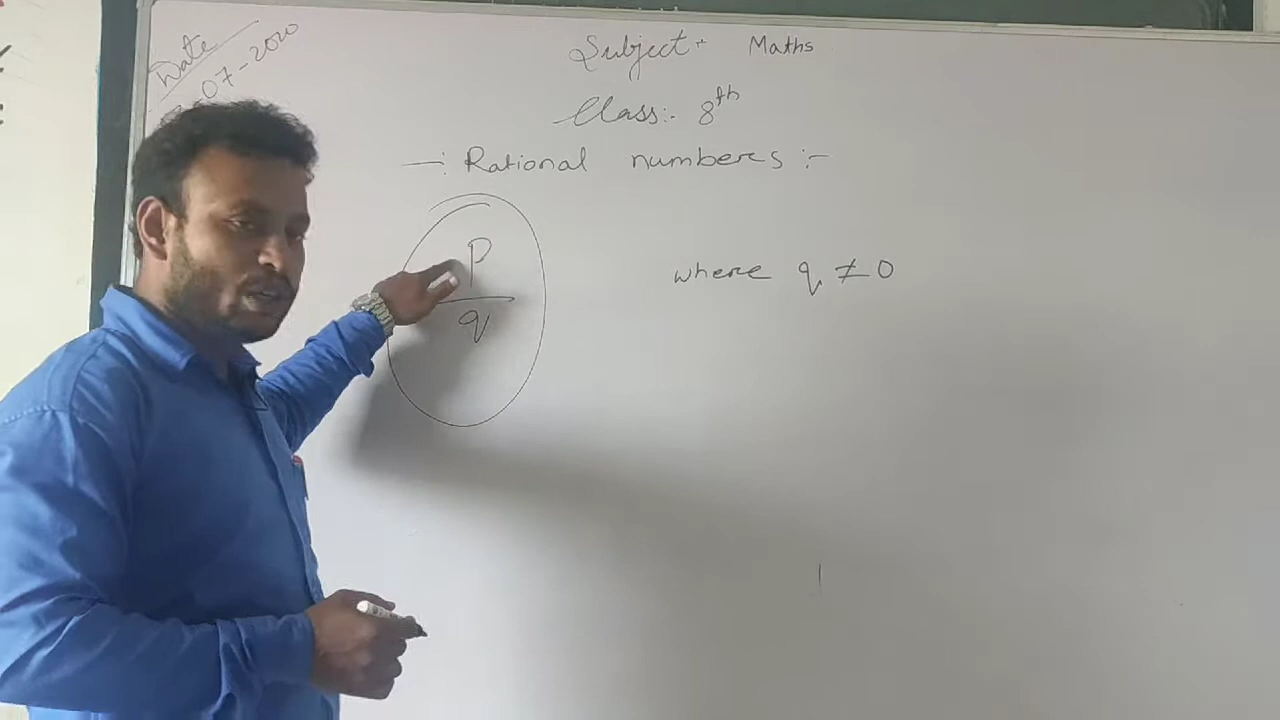 Date
07-2020
Subject:- Maths
Class:- 8th
-: Rational numbers :-
P
q
where q ≠ 0